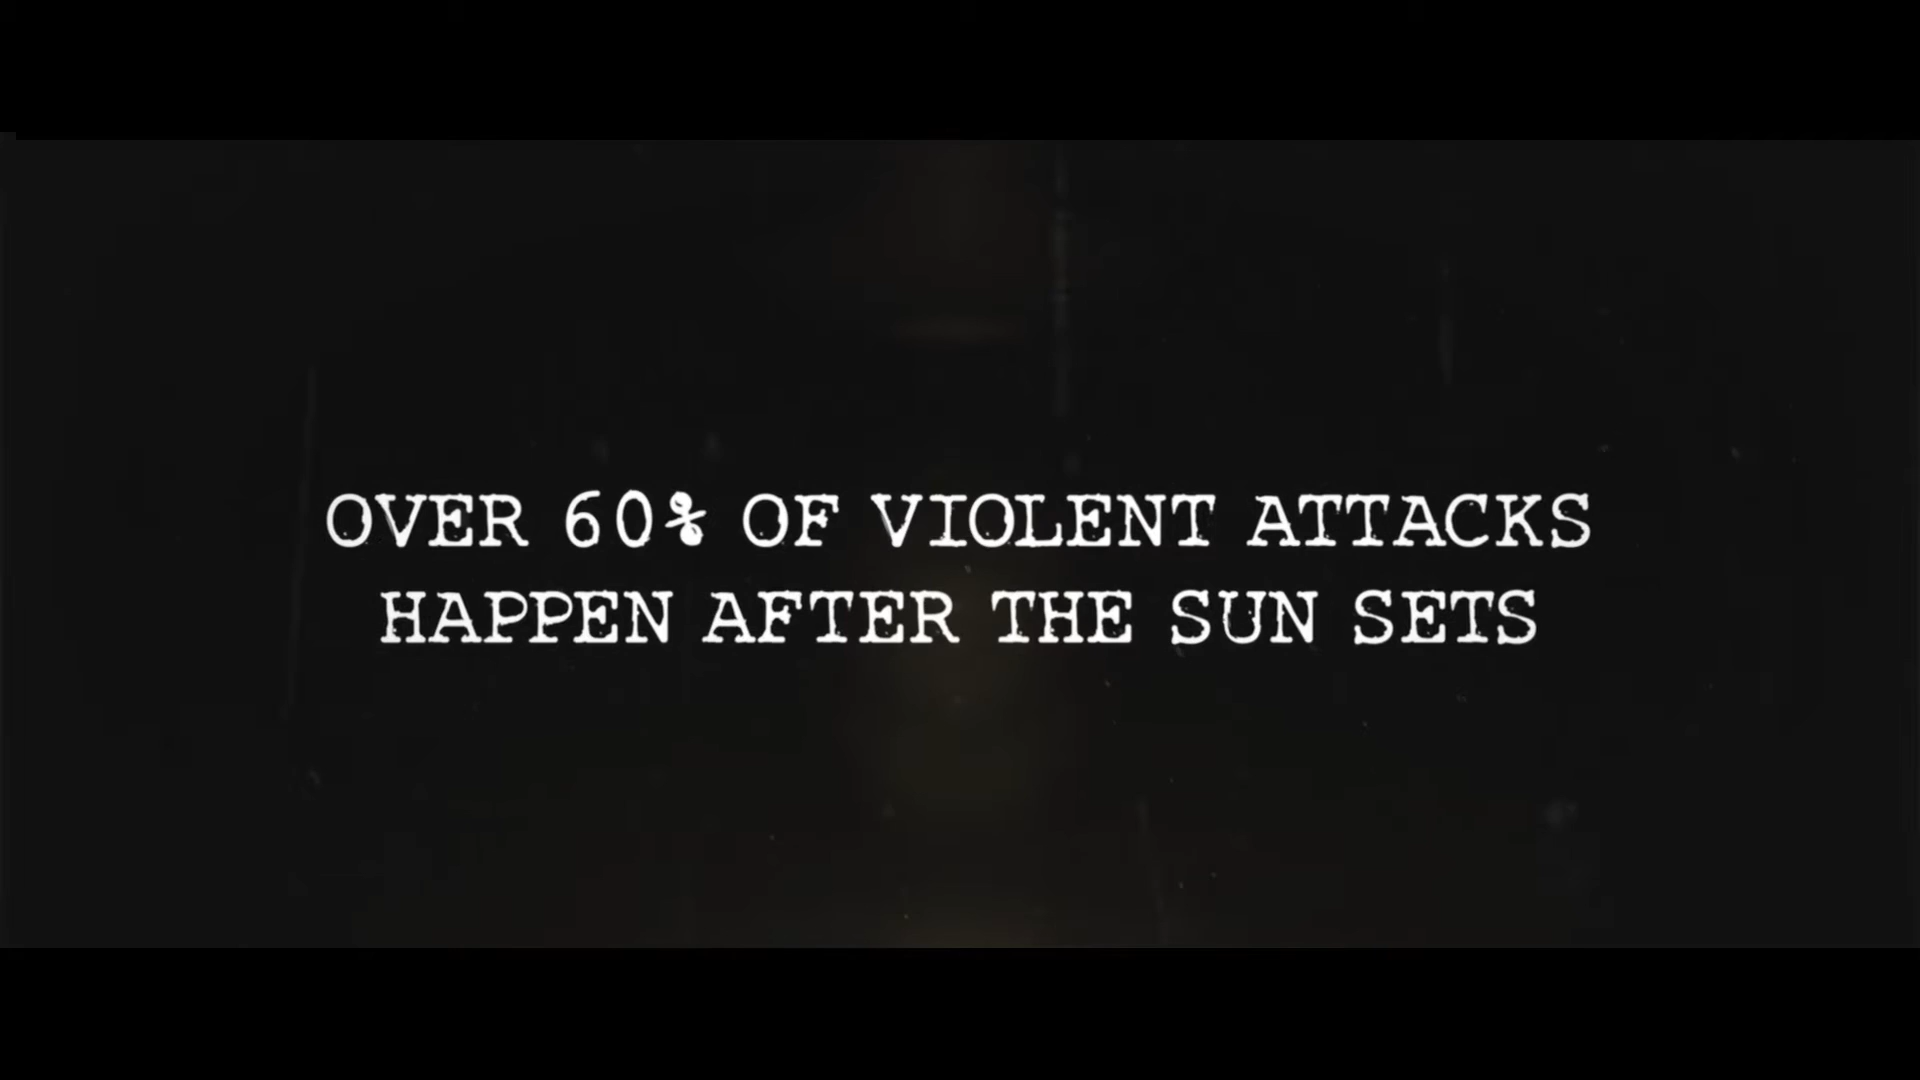 OVER 60% OF VIOLENT ATTACKS
HAPPEN AFTER THE SUN SETS